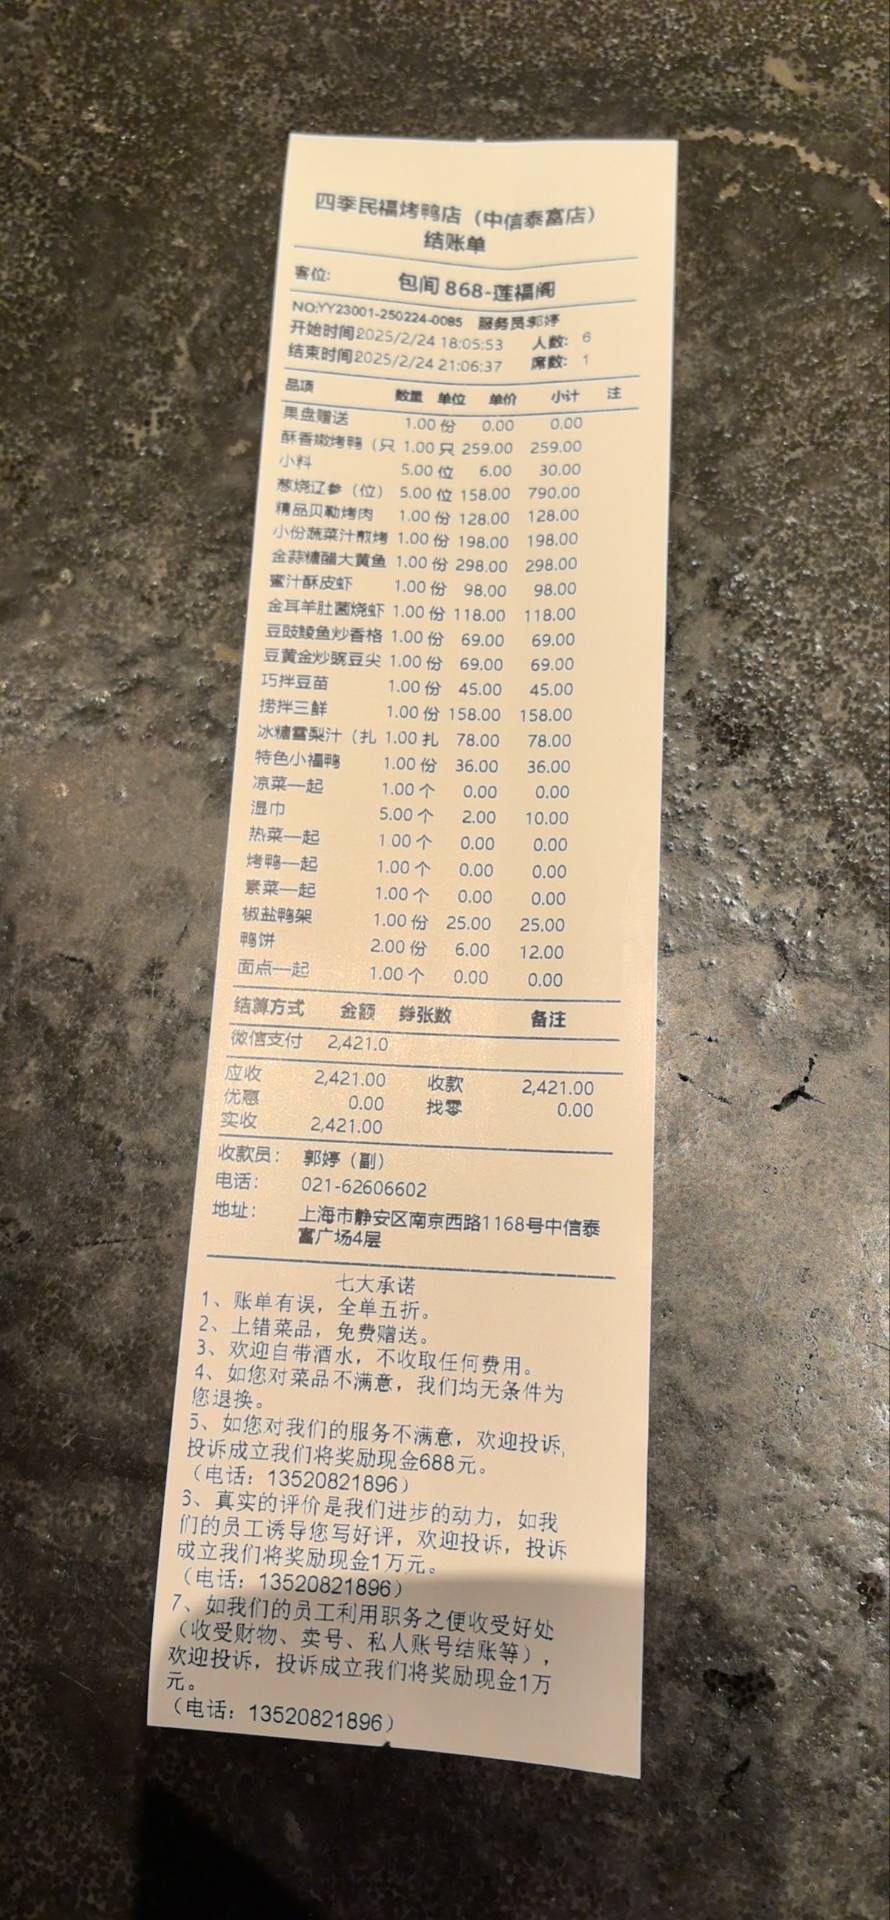 四季民福烤鸭店（中信泰富店）
结账单
客位： 包间 868-莲福阁
NO:YY23001-250224-0085 服务员郭婷
开始时间2025/2/24 18:05:53 人数： 6
结束时间2025/2/24 21:06:37 席数： 1
品项 数量 单位 单价 小计 注
果盘赠送 1.00 份 0.00 0.00
酥香嫩烤鸭（只 1.00 只 259.00 259.00
小料 5.00 位 6.00 30.00
葱烧辽参（位） 5.00 位 158.00 790.00
精品贝勒烤肉 1.00 份 128.00 128.00
小份蔬菜汁煎烤 1.00 份 198.00 198.00
金蒜糖醋大黄鱼 1.00 份 298.00 298.00
蜜汁酥皮虾 1.00 份 98.00 98.00
金耳羊肚菌烧虾 1.00 份 118.00 118.00
豆豉鲮鱼炒香格 1.00 份 69.00 69.00
豆黄金炒豌豆尖 1.00 份 69.00 69.00
巧拌豆苗 1.00 份 45.00 45.00
捞拌三鲜 1.00 份 158.00 158.00
冰糖雪梨汁（扎 1.00 扎 78.00 78.00
特色小福鸭 1.00 份 36.00 36.00
凉菜一起 1.00 个 0.00 0.00
湿巾 5.00 个 2.00 10.00
热菜一起 1.00 个 0.00 0.00
烤鸭一起 1.00 个 0.00 0.00
素菜一起 1.00 个 0.00 0.00
椒盐鸭架 1.00 份 25.00 25.00
鸭饼 2.00 份 6.00 12.00
面点一起 1.00 个 0.00 0.00
结算方式 金额 券张数 备注
微信支付 2,421.0
应收 2,421.00 收款 2,421.00
优惠 0.00 找零 0.00
实收 2,421.00
收款员： 郭婷（副）
电话： 021-62606602
地址： 上海市静安区南京西路1168号中信泰
富广场4层
七大承诺
1、账单有误，全单五折。
2、上错菜品，免费赠送。
3、欢迎自带酒水，不收取任何费用。
4、如您对菜品不满意，我们均无条件为
您退换。
5、如您对我们的服务不满意，欢迎投诉，
投诉成立我们将奖励现金688元。
（电话：13520821896）
6、真实的评价是我们进步的动力，如我
们的员工诱导您写好评，欢迎投诉，投诉
成立我们将奖励现金1万元。
（电话：13520821896）
7、如我们的员工利用职务之便收受好处
（收受财物、卖号、私人账号结账等），
欢迎投诉，投诉成立我们将奖励现金1万
元。
（电话：13520821896）